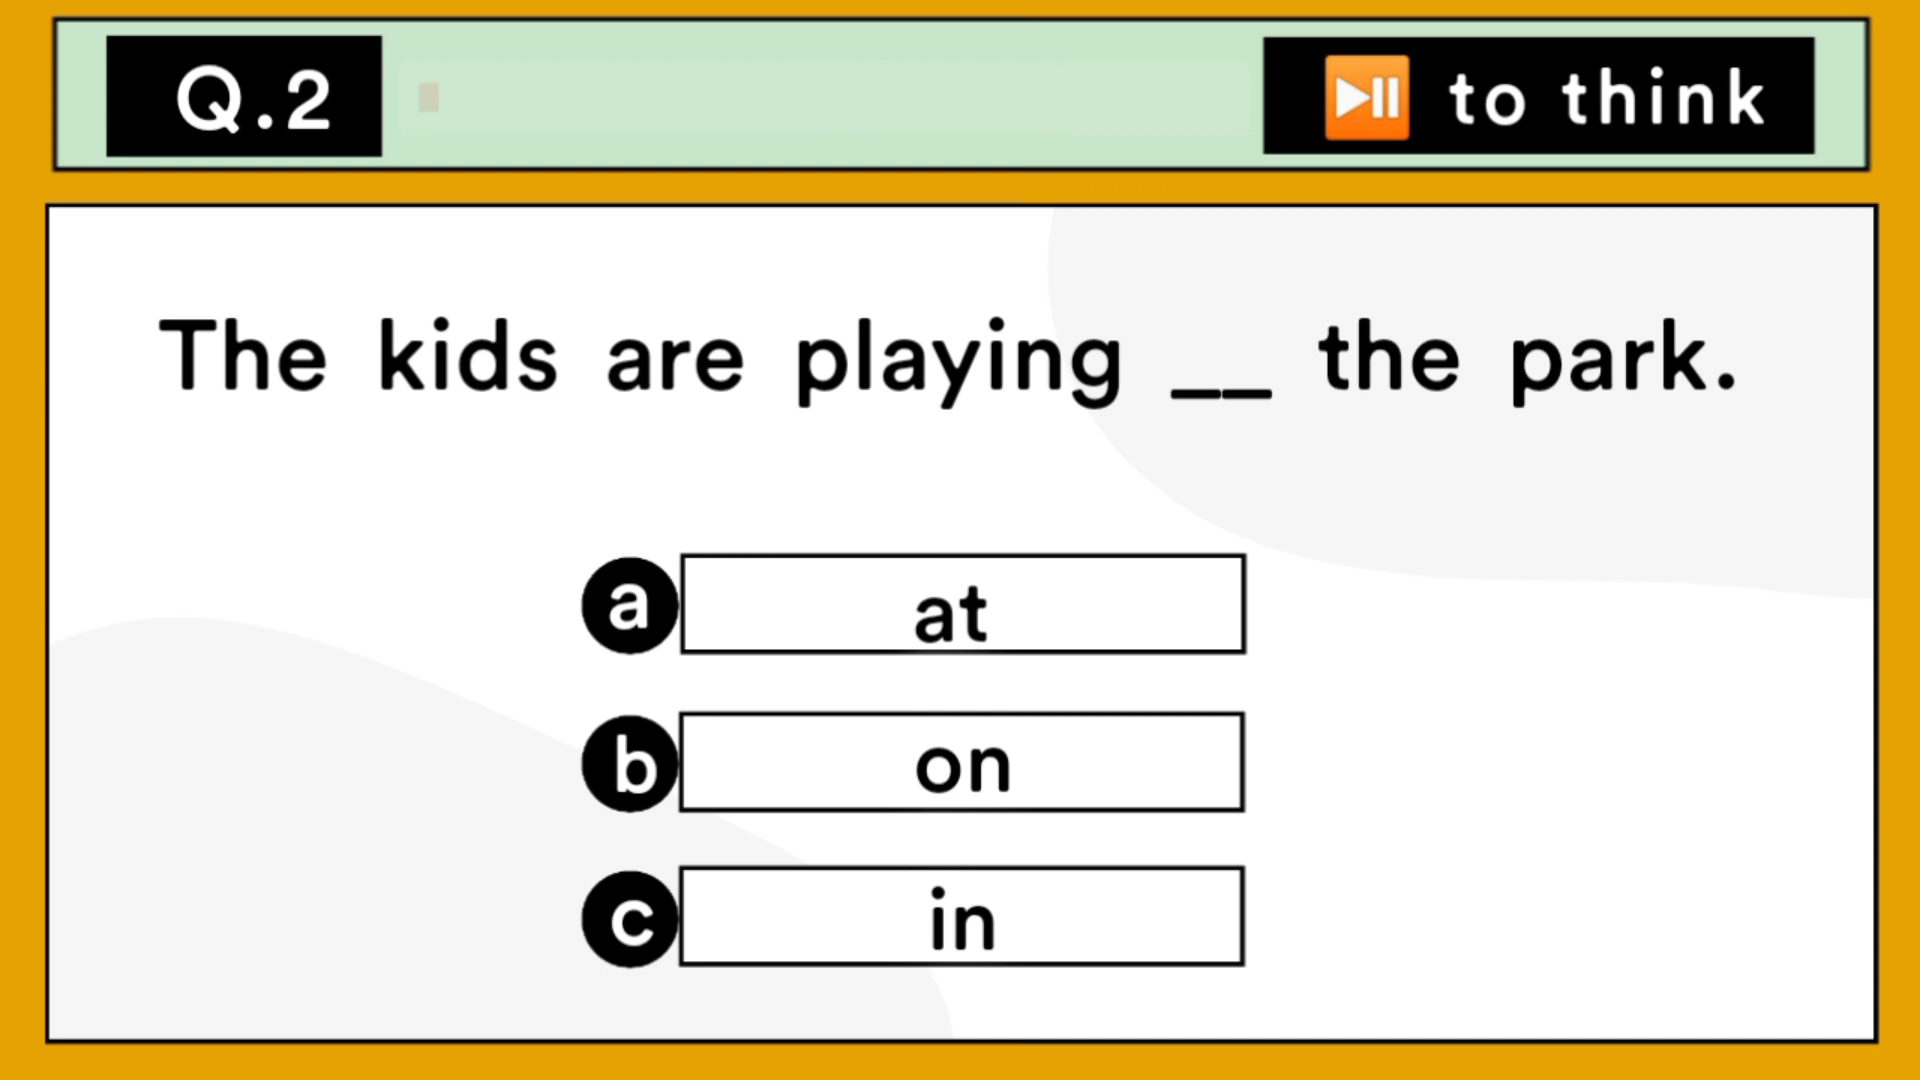 Q.2
⏯ to think
The kids are playing __ the park.
a at
b on
c in